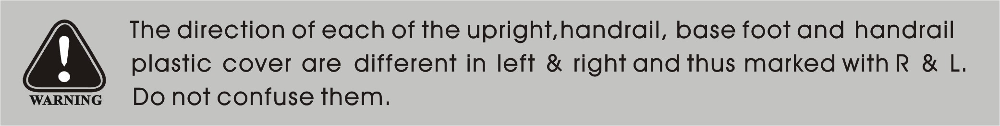 The direction of each of the upright,handrail, base foot and handrail
plastic cover are different in left & right and thus marked with R & L.
Do not confuse them.
WARNING